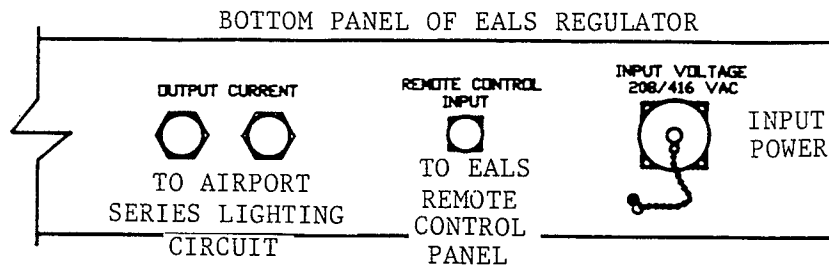 BOTTOM PANEL OF EALS REGULATOR
OUTPUT CURRENT
TO AIRPORT
SERIES LIGHTING
CIRCUIT
REMOTE CONTROL
INPUT
TO EALS
REMOTE
CONTROL
PANEL
INPUT VOLTAGE
208/416 VAC
INPUT
POWER